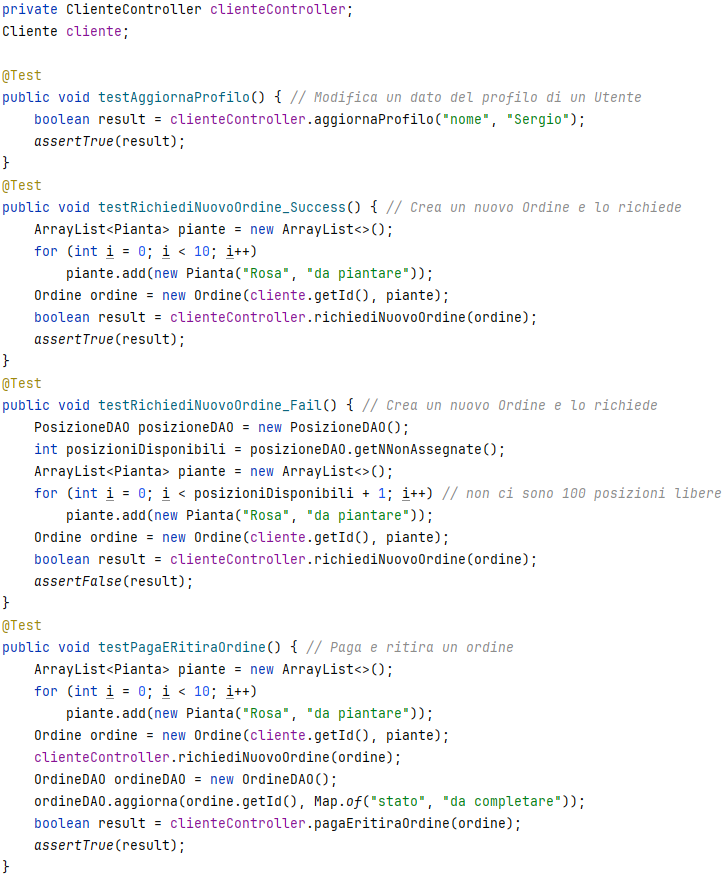 private ClienteController clienteController;
Cliente cliente;
@Test
public void testAggiornaProfilo() { // Modifica un dato del profilo di un Utente
    boolean result = clienteController.aggiornaProfilo("nome", "Sergio");
    assertTrue(result);
}
@Test
public void testRichiediNuovoOrdine_Success() { // Crea un nuovo Ordine e lo richiede
    ArrayList<Pianta> piante = new ArrayList<>();
    for (int i = 0; i < 10; i++)
        piante.add(new Pianta("Rosa", "da piantare"));
    Ordine ordine = new Ordine(cliente.getId(), piante);
    boolean result = clienteController.richiediNuovoOrdine(ordine);
    assertTrue(result);
}
@Test
public void testRichiediNuovoOrdine_Fail() { // Crea un nuovo Ordine e lo richiede
    PosizioneDAO posizioneDAO = new PosizioneDAO();
    int posizioniDisponibili = posizioneDAO.getNNonAssegnate();
    ArrayList<Pianta> piante = new ArrayList<>();
    for (int i = 0; i < posizioniDisponibili + 1; i++) // non ci sono 100 posizioni libere
        piante.add(new Pianta("Rosa", "da piantare"));
    Ordine ordine = new Ordine(cliente.getId(), piante);
    boolean result = clienteController.richiediNuovoOrdine(ordine);
    assertFalse(result);
}
@Test
public void testPagaERitiraOrdine() { // Paga e ritira un ordine
    ArrayList<Pianta> piante = new ArrayList<>();
    for (int i = 0; i < 10; i++)
        piante.add(new Pianta("Rosa", "da piantare"));
    Ordine ordine = new Ordine(cliente.getId(), piante);
    clienteController.richiediNuovoOrdine(ordine);
    OrdineDAO ordineDAO = new OrdineDAO();
    ordineDAO.aggiorna(ordine.getId(), Map.of("stato", "da completare"));
    boolean result = clienteController.pagaEritiraOrdine(ordine);
    assertTrue(result);
}